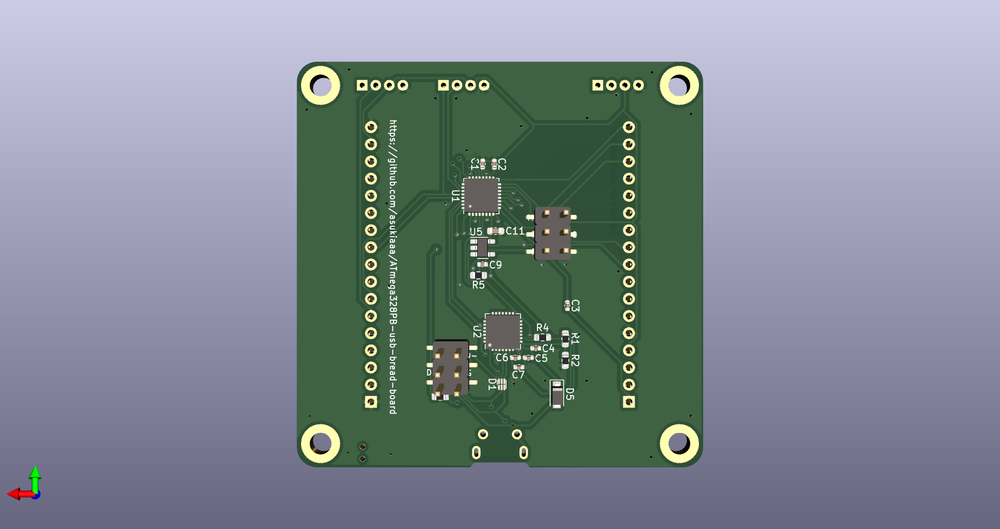 https://github.com/asukiaaa/ATmega328PB-usb-bread-board
C1
C2
U1
U5
C11
C9
R5
C3
U2
R4
R1
C4
C6
C5
R2
C7
D1
D5